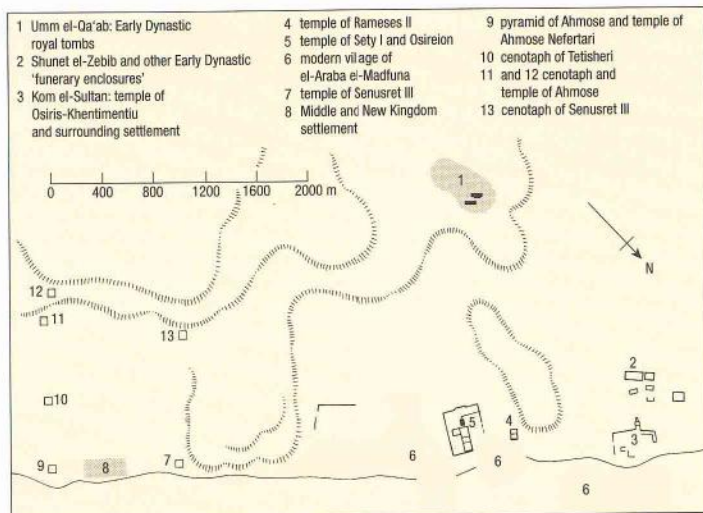 1 Umm el-Qa'ab: Early Dynastic
royal tombs
2 Shunet el-Zebib and other Early Dynastic
'funerary enclosures'
3 Kom el-Sultan: temple of
Osiris-Khentimentiu
and surrounding settlement
4 temple of Rameses II
5 temple of Sety I and Osireion
6 modern village of
el-Araba el-Madfuna
7 temple of Senusret III
8 Middle and New Kingdom
settlement
9 pyramid of Ahmose and temple of
Ahmose Nefertari
10 cenotaph of Tetisheri
11 and 12 cenotaph and
temple of Ahmose
13 cenotaph of Senusret III
0 400 800 1200 1600 2000 m
1
N
12
11
13
2
10
5
4
3
9
8
7
6
6
6